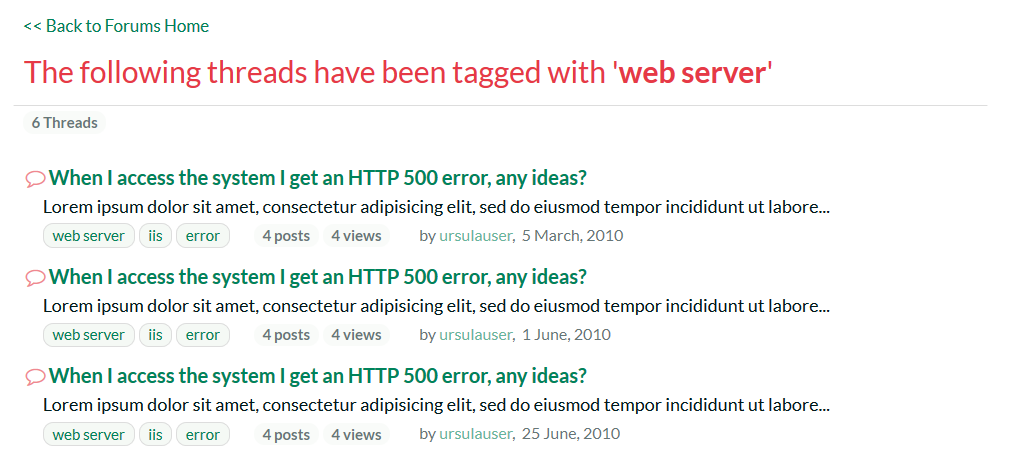 << Back to Forums Home
The following threads have been tagged with 'web server'
6 Threads
When I access the system I get an HTTP 500 error, any ideas?
Lorem ipsum dolor sit amet, consectetur adipisicing elit, sed do eiusmod tempor incididunt ut labore...
web server iis error 4 posts 4 views by ursulauser, 5 March, 2010
When I access the system I get an HTTP 500 error, any ideas?
Lorem ipsum dolor sit amet, consectetur adipisicing elit, sed do eiusmod tempor incididunt ut labore...
web server iis error 4 posts 4 views by ursulauser, 1 June, 2010
When I access the system I get an HTTP 500 error, any ideas?
Lorem ipsum dolor sit amet, consectetur adipisicing elit, sed do eiusmod tempor incididunt ut labore...
web server iis error 4 posts 4 views by ursulauser, 25 June, 2010